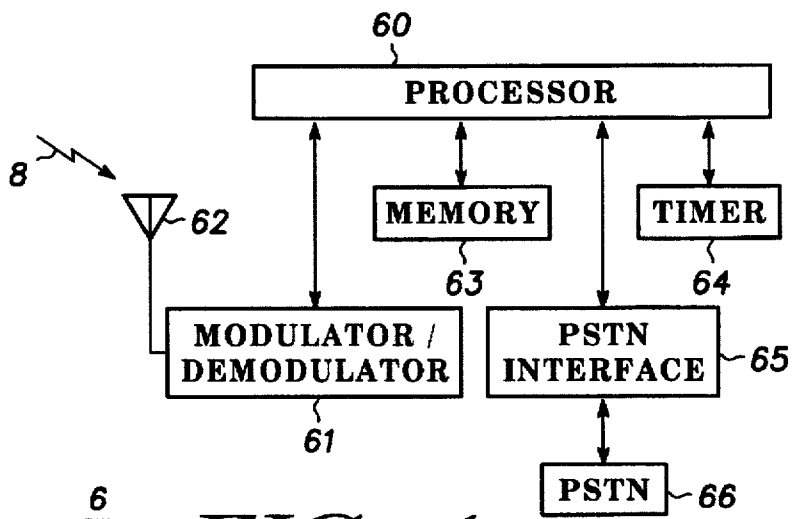 60
PROCESSOR
8
62
MEMORY
TIMER
63
64
MODULATOR /
DEMODULATOR
PSTN
INTERFACE
65
61
PSTN
66
6